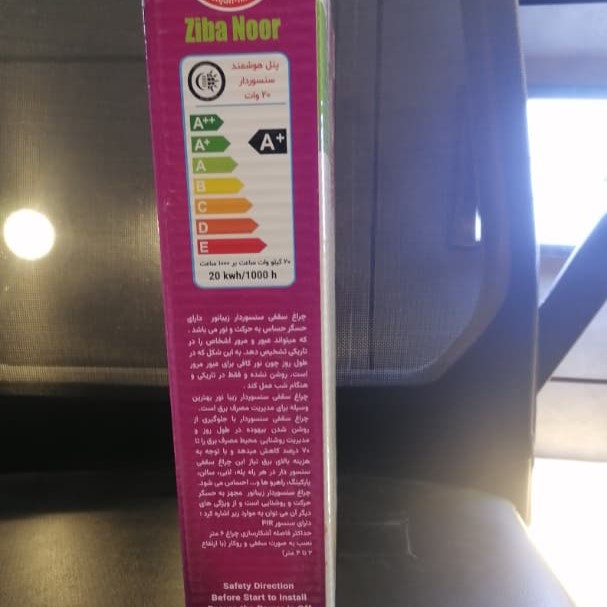 Ziba Noor
پنل هوشمند
سنسوردار
۲۰ وات
A++
A+
A+
A
B
C
D
E
۲۰ کیلو وات ساعت بر ۱۰۰۰ ساعت
20 kwh/1000 h
چراغ سقفی سنسوردار زیبانور دارای
حسگر حساس به حرکت و نور می باشد .
که میتواند عبور و مرور اشخاص را در
تاریکی تشخیص دهد. به این شکل که در
طول روز چون نور کافی برای عبور مرور
است، روشن نشده و فقط در تاریکی و
هنگام شب عمل کند .
چراغ سقفی سنسوردار زیبا نور بهترین
وسیله برای مدیریت مصرف برق است.
چراغ سقفی سنسوردار با جلوگیری از
روشن شدن بیهوده در طول روز و
مدیریت روشنایی محیط مصرف برق را تا
۷۰ درصد کاهش میدهد و با توجه به
هزینه بالای برق نیاز این چراغ سقفی
سنسور دار در هر راه پله، لابی، سالن،
پارکینگ، راهرو ها و... احساس می شود.
چراغ سنسوردار زیبانور مجهز به حسگر
حرکت و روشنایی است و از ویژگی های
دیگر آن می توان به موارد زیر اشاره کرد :
دارای سنسور PIR
حداکثر فاصله آشکارسازی چراغ ۶ متر
نصب به صورت سقفی و روکار (با ارتفاع
۲ تا ۴ متر)
Safety Direction
Before Start to Install